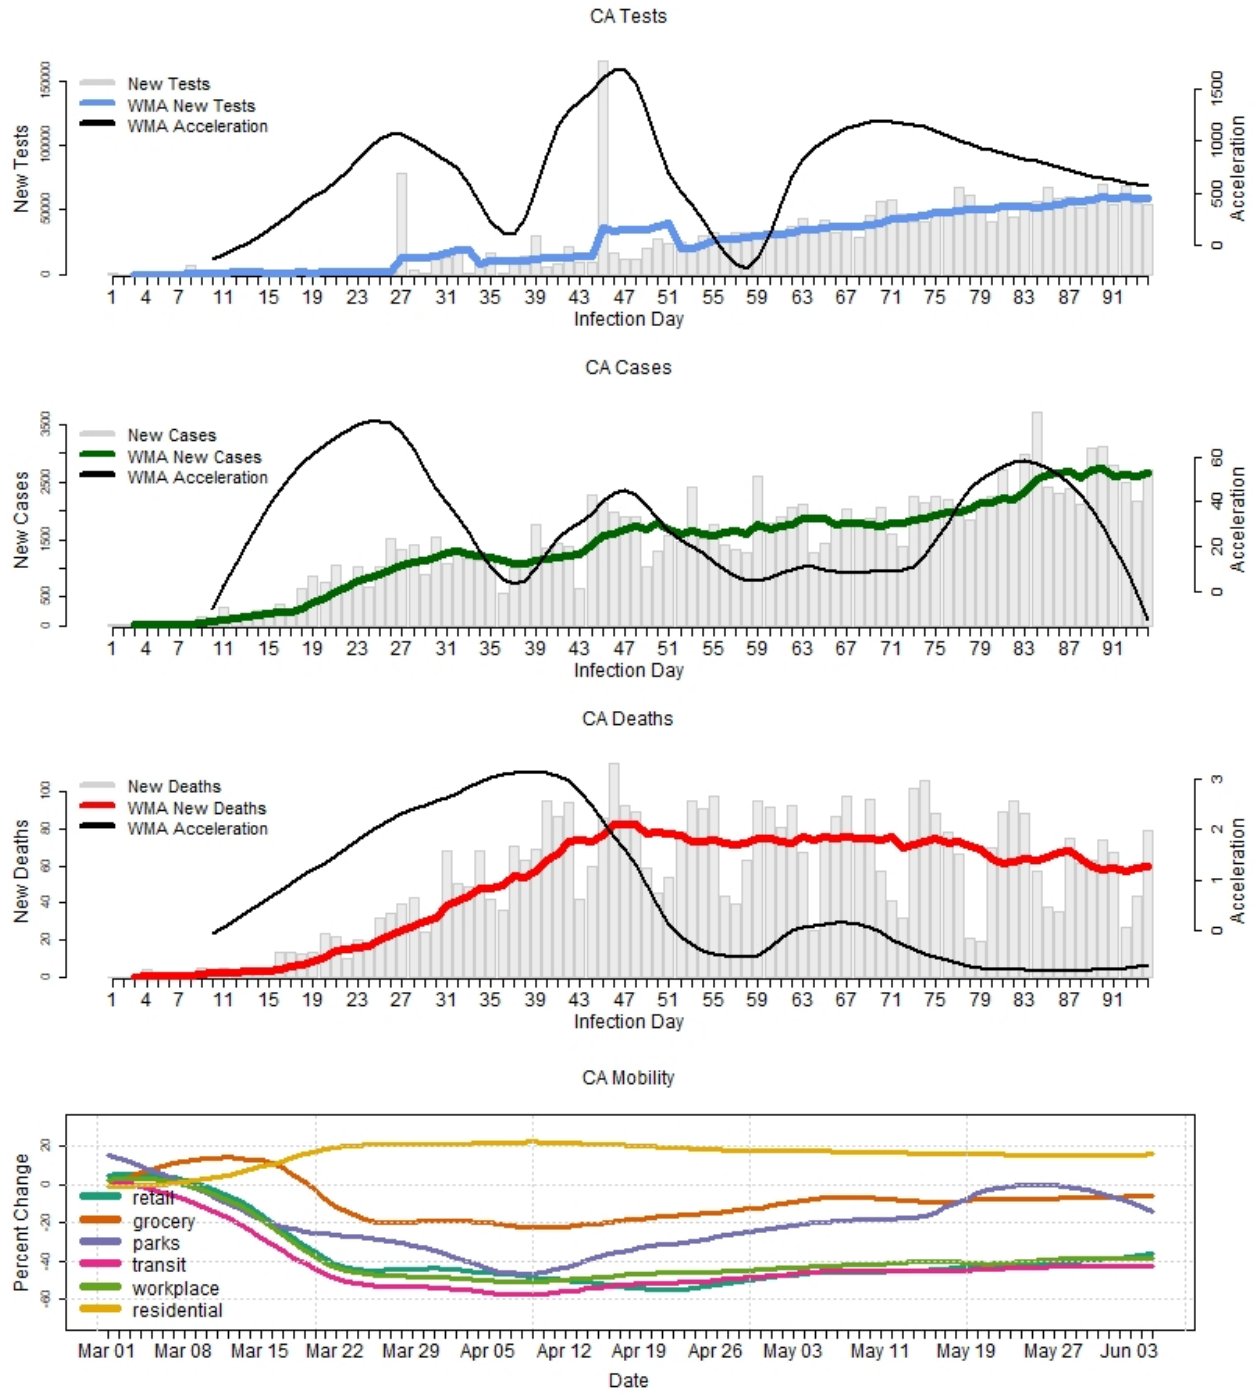 CA Tests
New Tests
WMA New Tests
WMA Acceleration
New Tests
0 50000 100000 150000
Acceleration
0 500 1000 1500
1 4 7 11 15 19 23 27 31 35 39 43 47 51 55 59 63 67 71 75 79 83 87 91
Infection Day
CA Cases
New Cases
WMA New Cases
WMA Acceleration
New Cases
0 500 1500 2500 3500
Acceleration
0 20 40 60
1 4 7 11 15 19 23 27 31 35 39 43 47 51 55 59 63 67 71 75 79 83 87 91
Infection Day
CA Deaths
New Deaths
WMA New Deaths
WMA Acceleration
New Deaths
0 20 40 60 80 100
Acceleration
0 1 2 3
1 4 7 11 15 19 23 27 31 35 39 43 47 51 55 59 63 67 71 75 79 83 87 91
Infection Day
CA Mobility
Percent Change
20
0
-20
-40
-60
retail
grocery
parks
transit
workplace
residential
Mar 01 Mar 08 Mar 15 Mar 22 Mar 29 Apr 05 Apr 12 Apr 19 Apr 26 May 03 May 11 May 19 May 27 Jun 03
Date